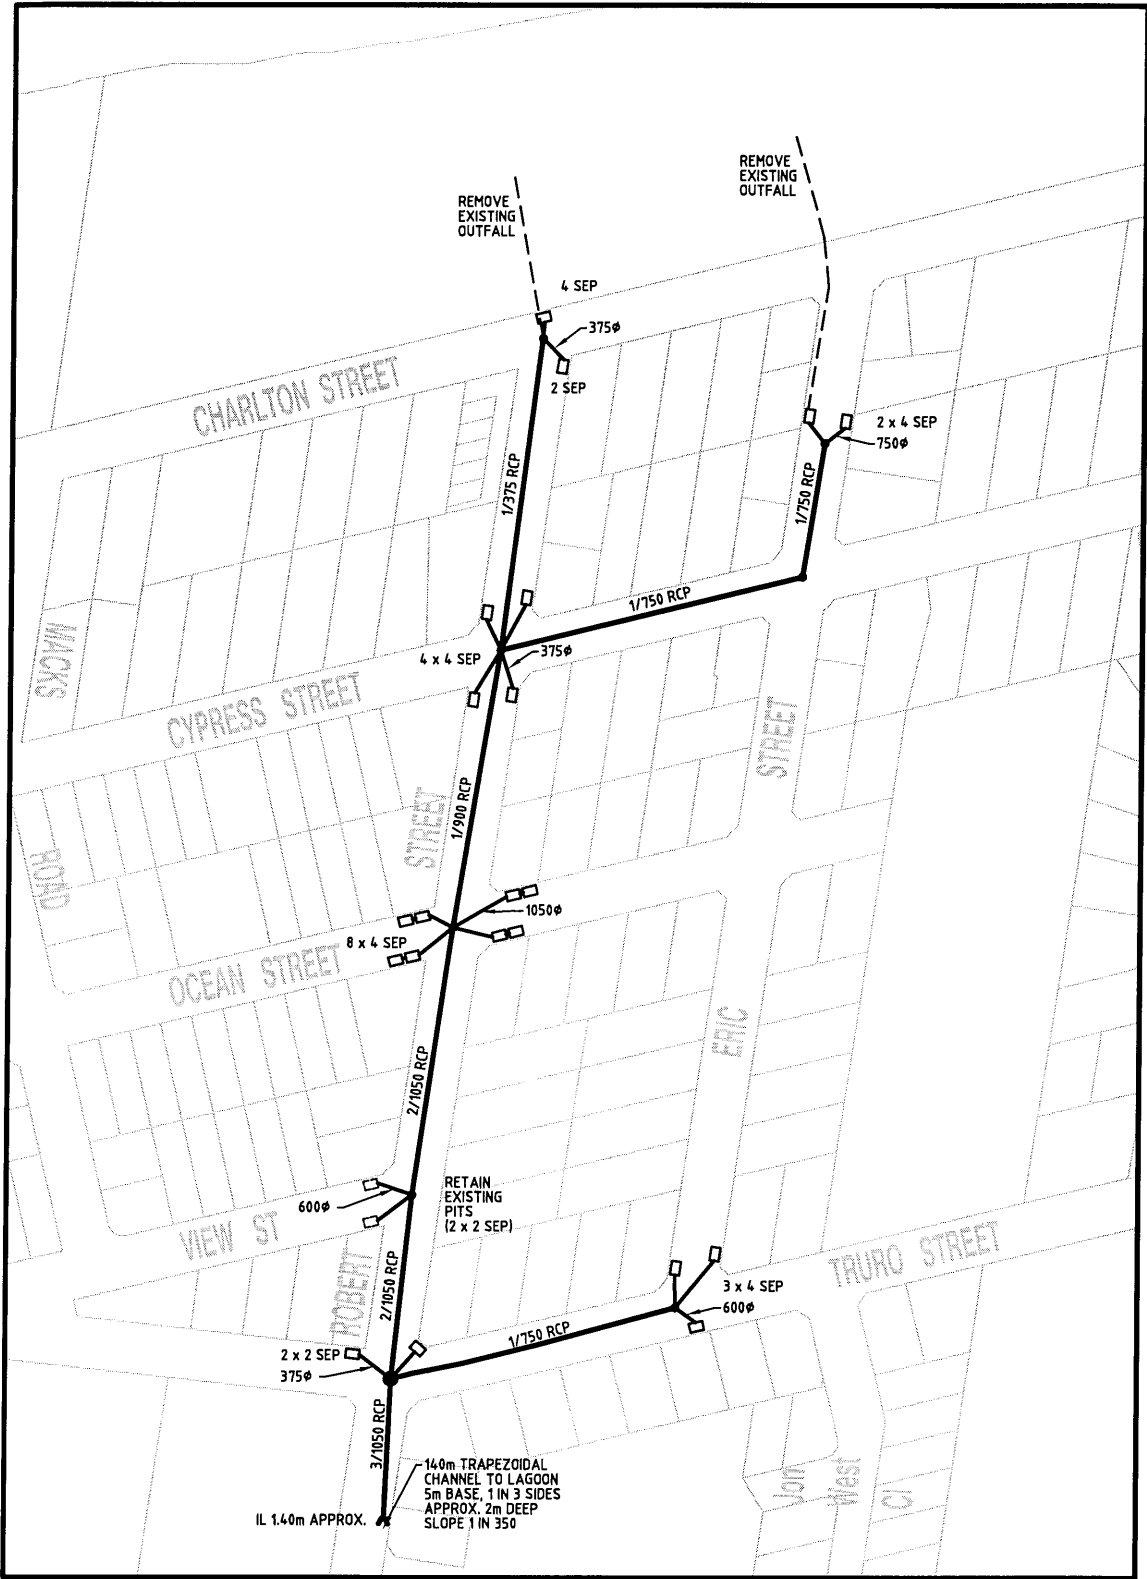 REMOVE
EXISTING
OUTFALL
REMOVE
EXISTING
OUTFALL
4 SEP
375ø
2 SEP
CHARLTON STREET
2 x 4 SEP
750ø
1/375 RCP
1/750 RCP
1/750 RCP
MACKS
4 x 4 SEP
375ø
CYPRESS STREET
STREET
1/900 RCP
STREET
ROAD
1050ø
8 x 4 SEP
OCEAN STREET
ERIC
2/1050 RCP
RETAIN
EXISTING
PITS
(2 x 2 SEP)
600ø
VIEW ST
TRURO STREET
ROBERT
2/1050 RCP
3 x 4 SEP
600ø
1/750 RCP
2 x 2 SEP
375ø
3/1050 RCP
140m TRAPEZOIDAL
CHANNEL TO LAGOON
5m BASE, 1 IN 3 SIDES
APPROX. 2m DEEP
SLOPE 1 IN 350
IL 1.40m APPROX.
Jon
West
Cl